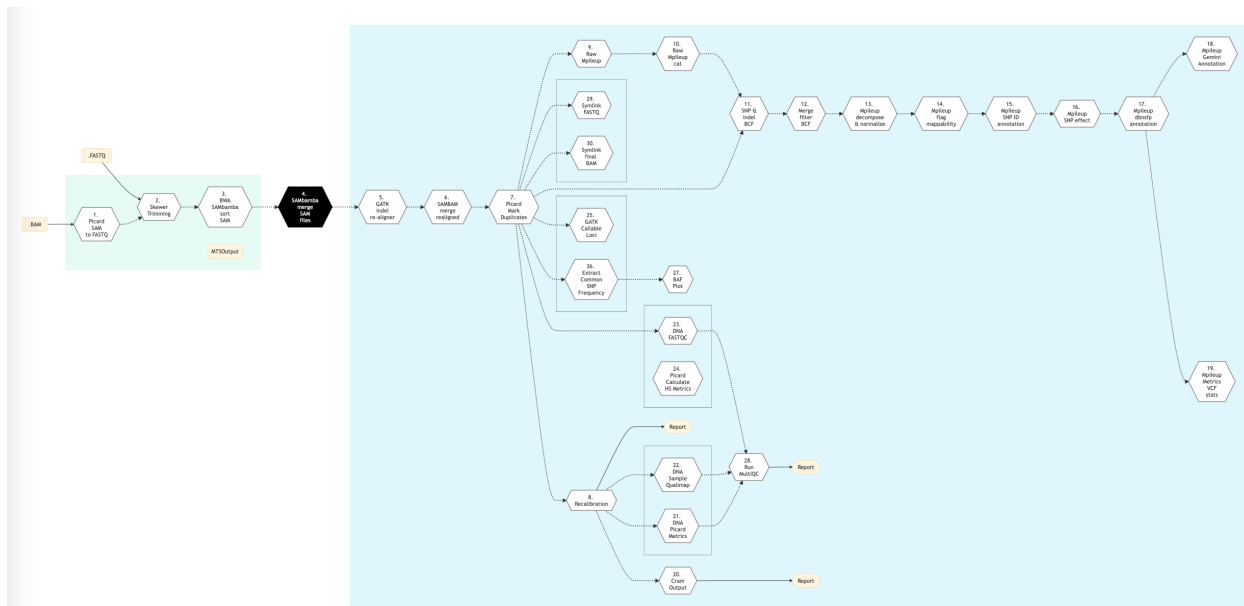 .FASTQ
.BAM
1.
Picard
SAM
to FASTQ
2.
Skewer
Trimming
3.
BWA
SAMbamba
sort
SAM
MTSOutput
4.
SAMbamba
merge
SAM
files
5.
GATK
Indel
re-aligner
6.
SAMBAM
merge
realigned
7.
Picard
Mark
Duplicates
9.
Raw
Mpileup
10.
Raw
Mpileup
cat
29.
Symlink
FASTQ
30.
Symlink
final
BAM
11.
SNP &
Indel
BCF
12.
Merge
filter
BCF
13.
Mpileup
decompose
& normalize
14.
Mpileup
flag
mappability
15.
Mpileup
SNP ID
annotation
16.
Mpileup
SNP effect
17.
Mpileup
dbnsfp
annotation
18.
Mpileup
Gemini
Annotation
19.
Mpileup
Metrics
VCF
stats
25.
GATK
Callable
Loci
26.
Extract
Common
SNP
Frequency
27.
BAF
Plot
23.
DNA
FASTQC
24.
Picard
Calculate
HS Metrics
Report
8.
Recalibration
22.
DNA
Sample
Qualimap
21.
DNA
Picard
Metrics
28.
Run
MultiQC
Report
20.
Cram
Output
Report